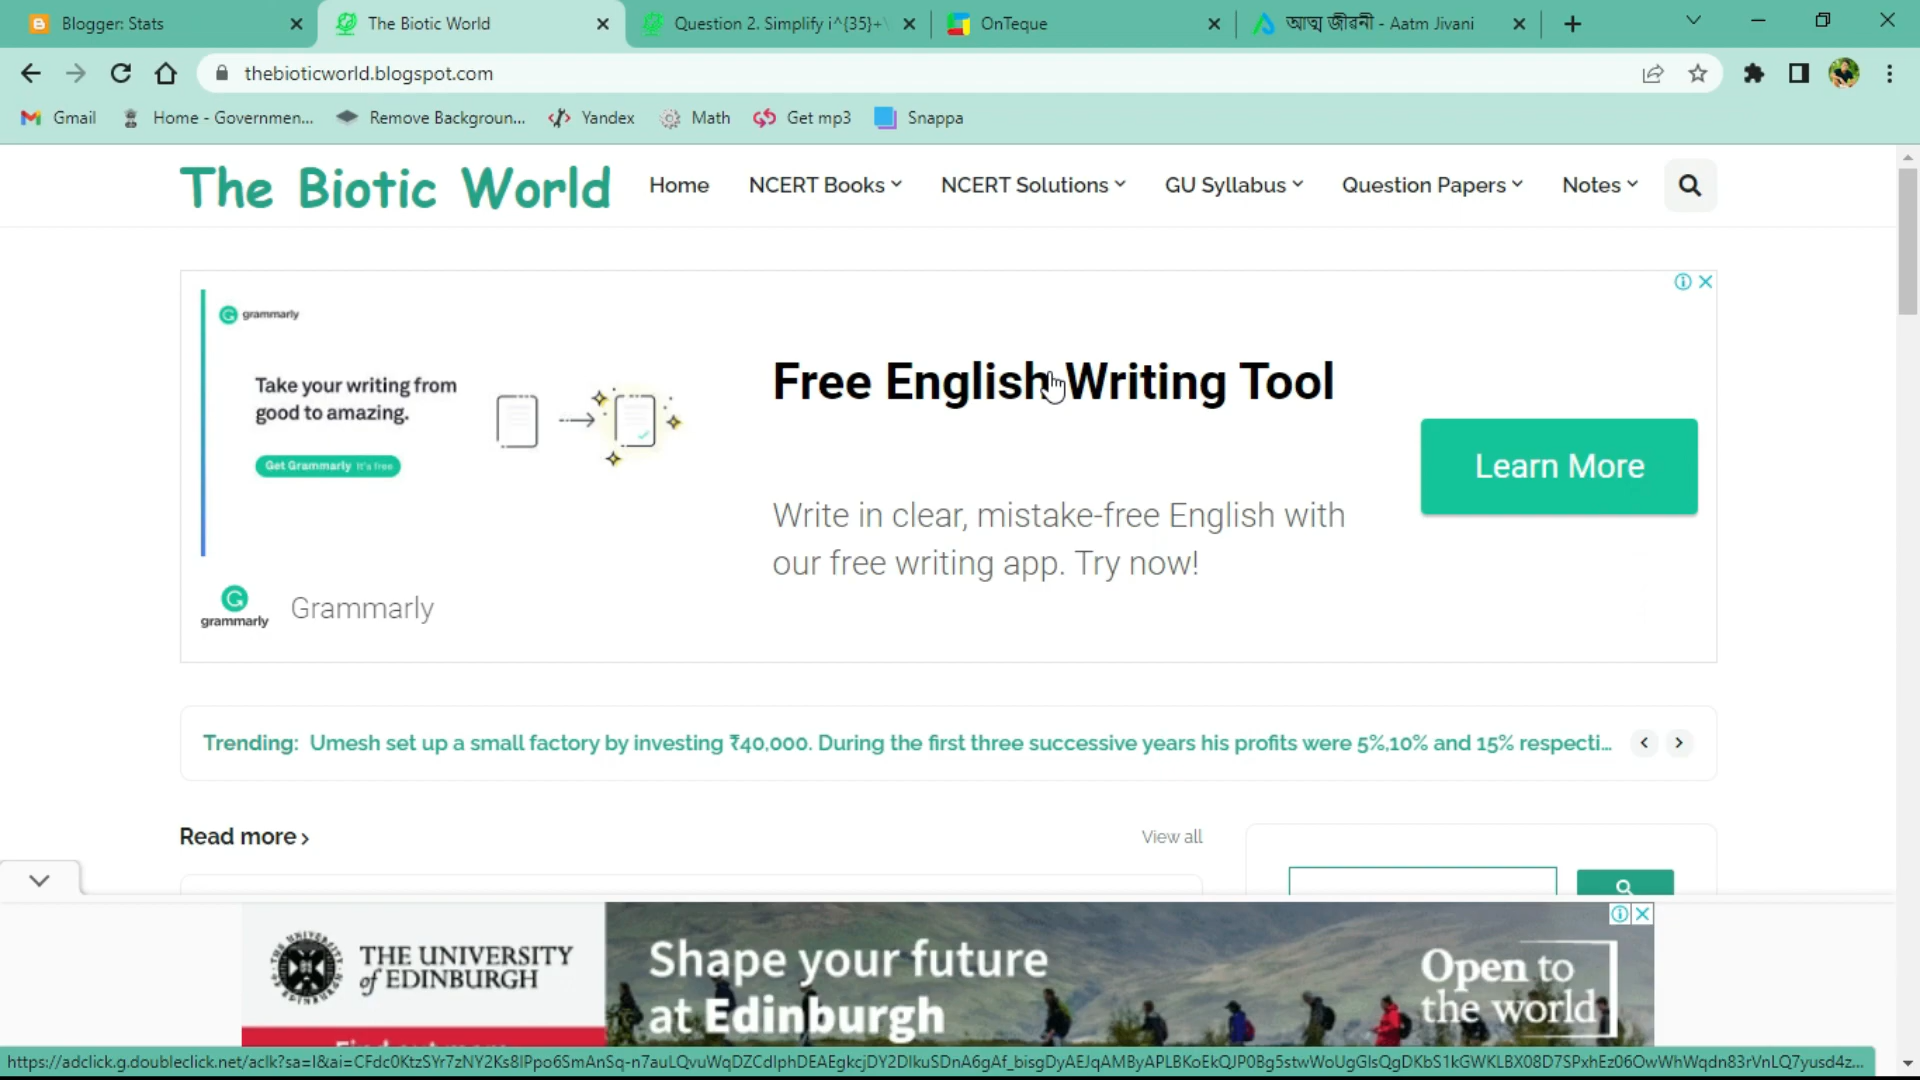 Blogger: Stats
The Biotic World
Question 2. Simplify i^{35}+\
OnTeque
আত্ম জীৱনী - Aatm Jivani
thebioticworld.blogspot.com
Gmail
Home - Governmen...
Remove Backgroun...
Yandex
Math
Get mp3
Snappa
The Biotic World
Home
NCERT Books
NCERT Solutions
GU Syllabus
Question Papers
Notes
grammarly
Take your writing from
good to amazing.
Get Grammarly It's free
Free English Writing Tool
Learn More
Write in clear, mistake-free English with
our free writing app. Try now!
grammarly
Grammarly
Trending: Umesh set up a small factory by investing ₹40,000. During the first three successive years his profits were 5%,10% and 15% respecti...
Read more ›
View all
THE UNIVERSITY
of EDINBURGH
Shape your future
at Edinburgh
Open to
the world